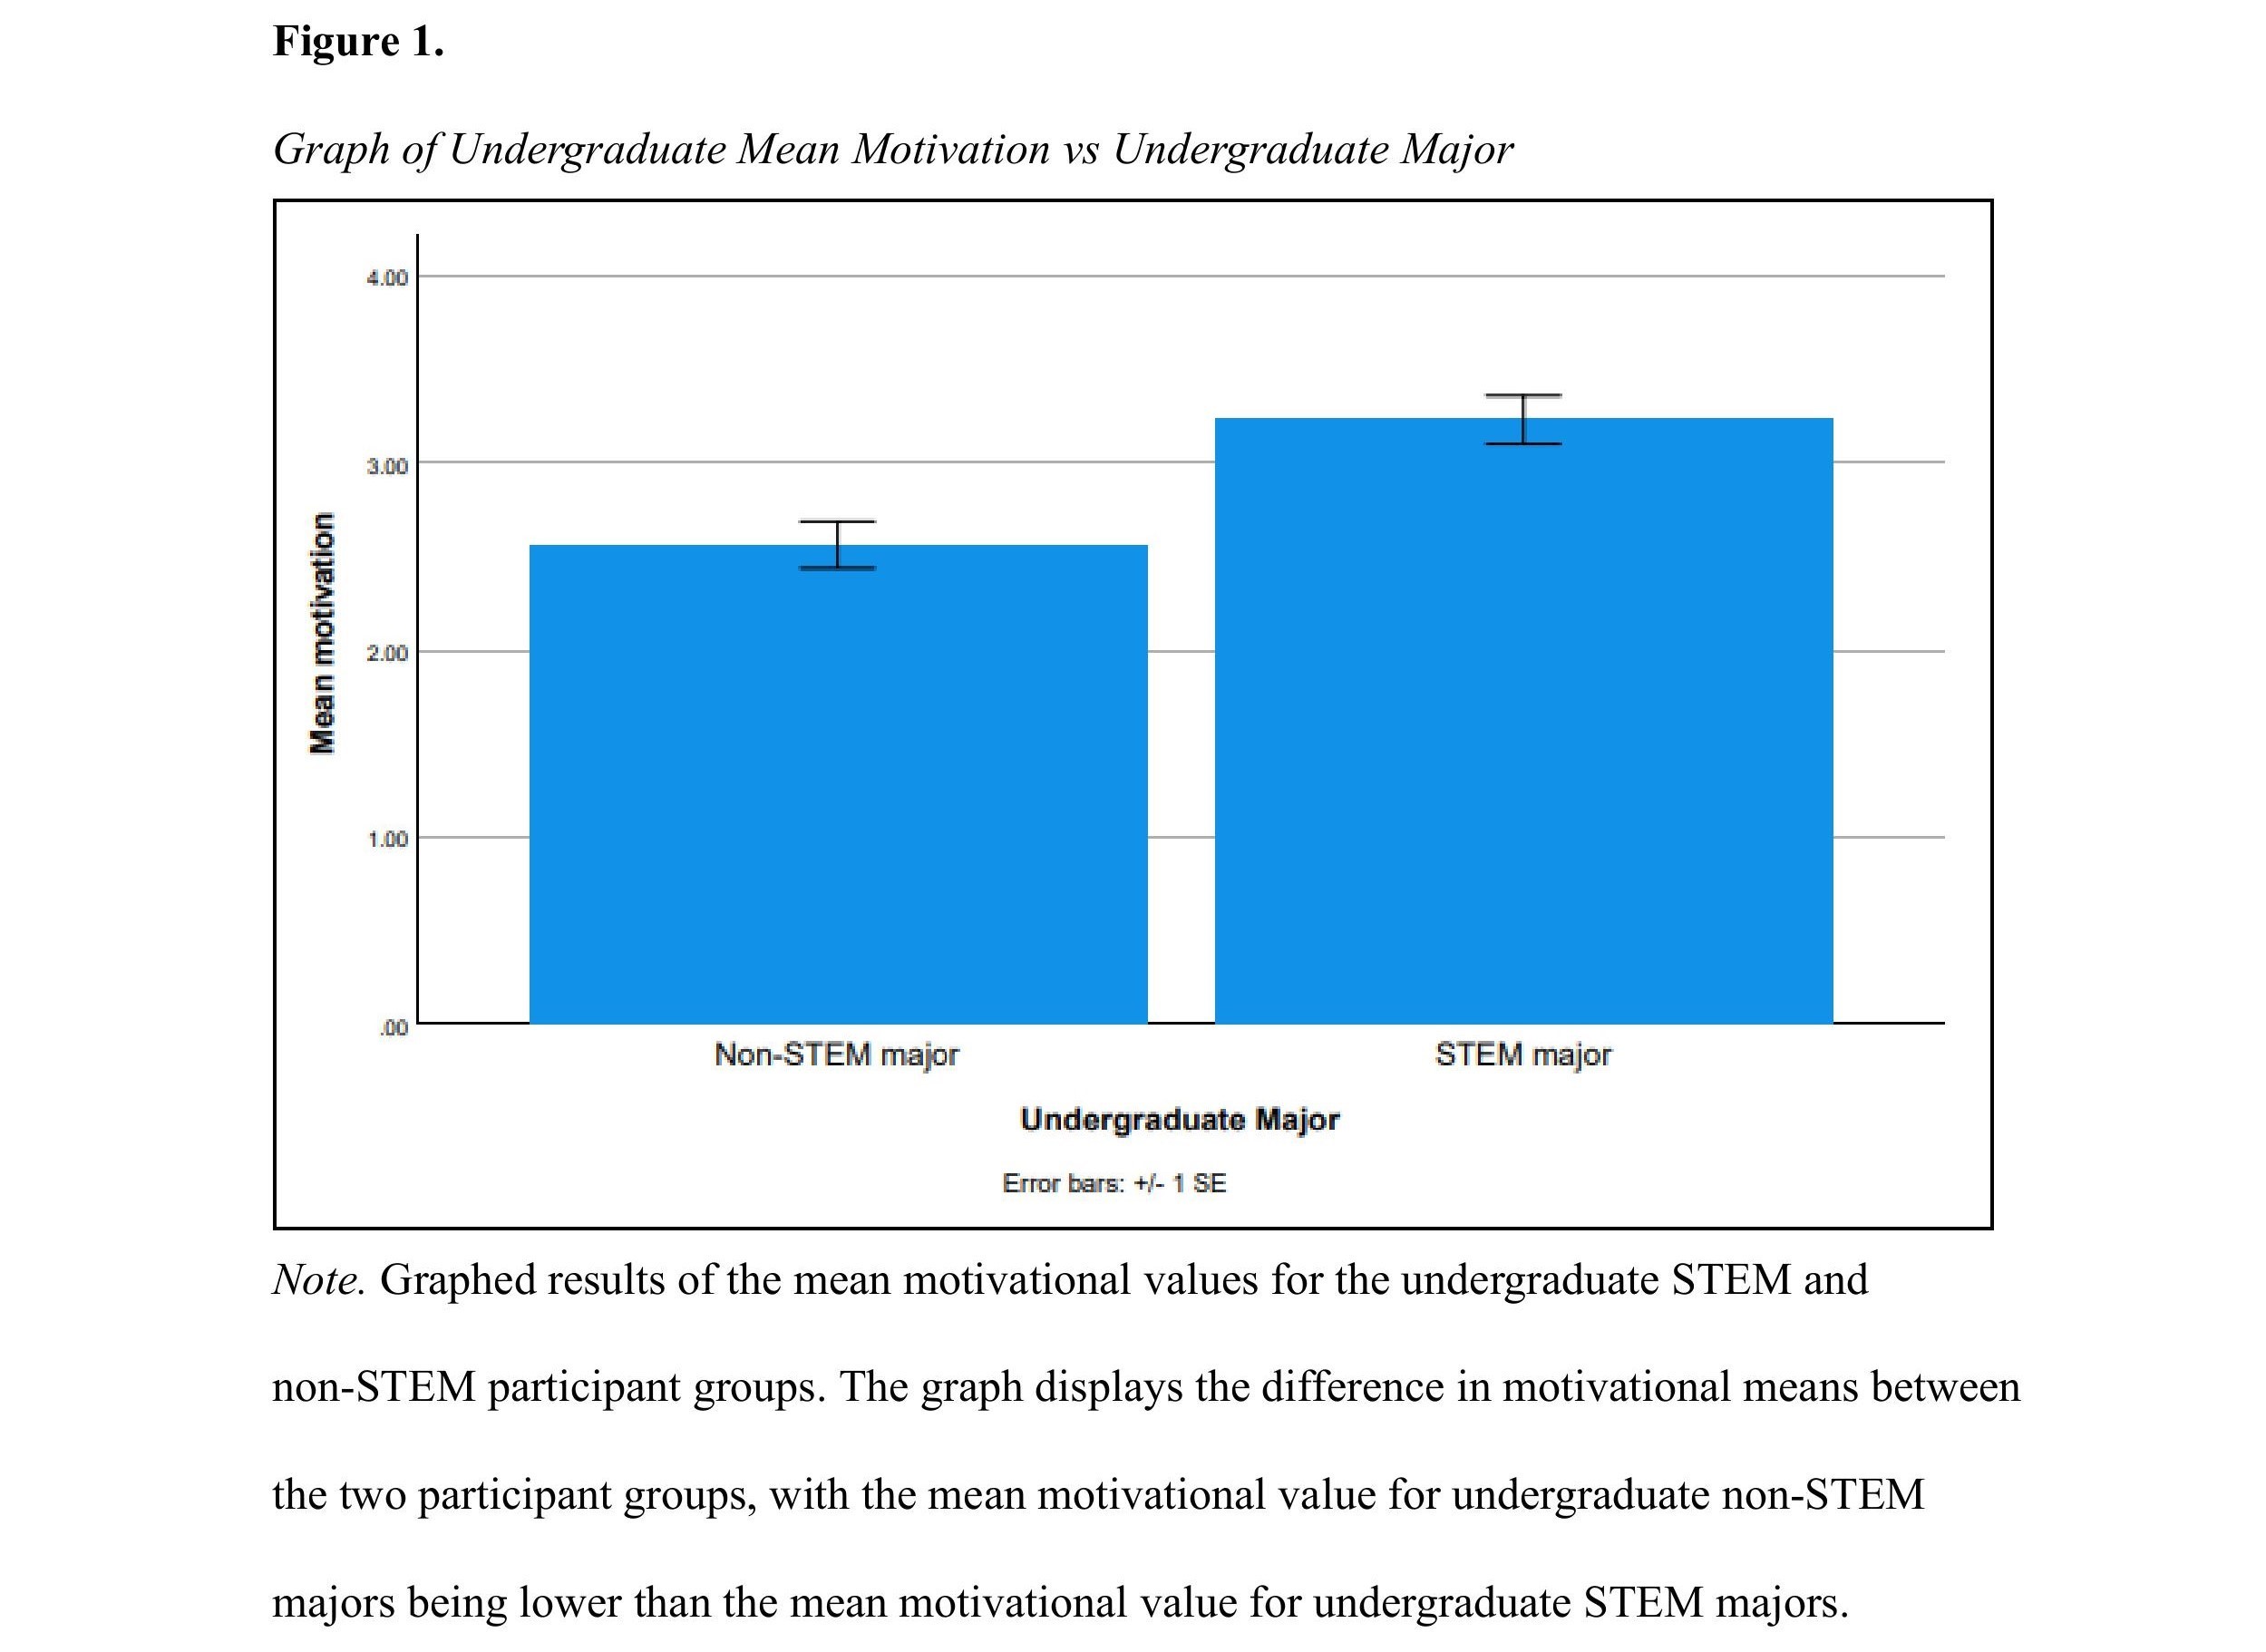 Figure 1.
Graph of Undergraduate Mean Motivation vs Undergraduate Major
4.00
3.00
2.00
1.00
.00
Mean motivation
Non-STEM major
STEM major
Undergraduate Major
Error bars: +/- 1 SE
Note. Graphed results of the mean motivational values for the undergraduate STEM and
non-STEM participant groups. The graph displays the difference in motivational means between
the two participant groups, with the mean motivational value for undergraduate non-STEM
majors being lower than the mean motivational value for undergraduate STEM majors.